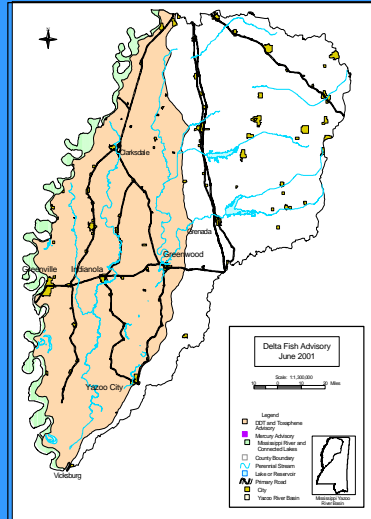 Clarksdale
Grenada
Greenwood
Greenville
Indianola
Yazoo City
Vicksburg
Delta Fish Advisory
June 2001
Scale 1:1,300,000
10 0 10 20 Miles
Legend
DDT and Toxaphene
Advisory
Mercury Advisory
Mississippi River and
Connected Lakes
County Boundary
Perennial Stream
Lake or Reservoir
Primary Road
City
Yazoo River Basin
Mississippi Yazoo
River Basin